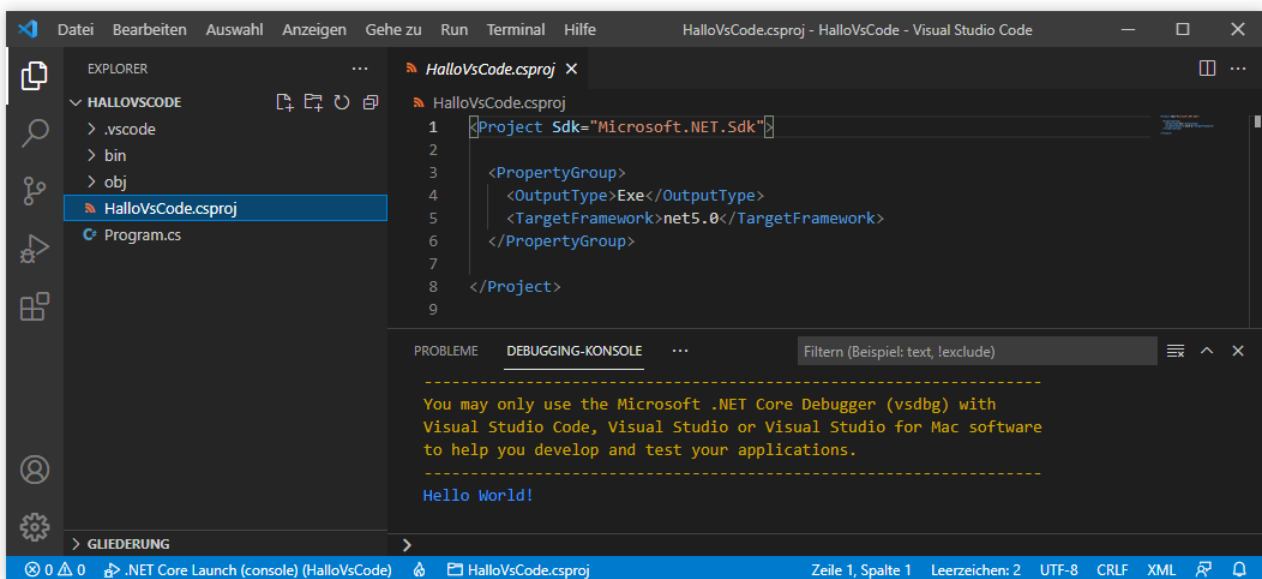 Datei Bearbeiten Auswahl Anzeigen Gehe zu Run Terminal Hilfe HalloVsCode.csproj - HalloVsCode - Visual Studio Code
EXPLORER ...
HALLOVSCODE
.vscode
bin
obj
HalloVsCode.csproj
Program.cs
GLIEDERUNG
HalloVsCode.csproj
HalloVsCode.csproj
1 <Project Sdk="Microsoft.NET.Sdk">
2
3 <PropertyGroup>
4 <OutputType>Exe</OutputType>
5 <TargetFramework>net5.0</TargetFramework>
6 </PropertyGroup>
7
8 </Project>
9
PROBLEME DEBUGGING-KONSOLE ... Filtern (Beispiel: text, !exclude)
-------------------------------------------------------------------
You may only use the Microsoft .NET Core Debugger (vsdbg) with
Visual Studio Code, Visual Studio or Visual Studio for Mac software
to help you develop and test your applications.
-------------------------------------------------------------------
Hello World!
0 0 .NET Core Launch (console) (HalloVsCode) HalloVsCode.csproj Zeile 1, Spalte 1 Leerzeichen: 2 UTF-8 CRLF XML